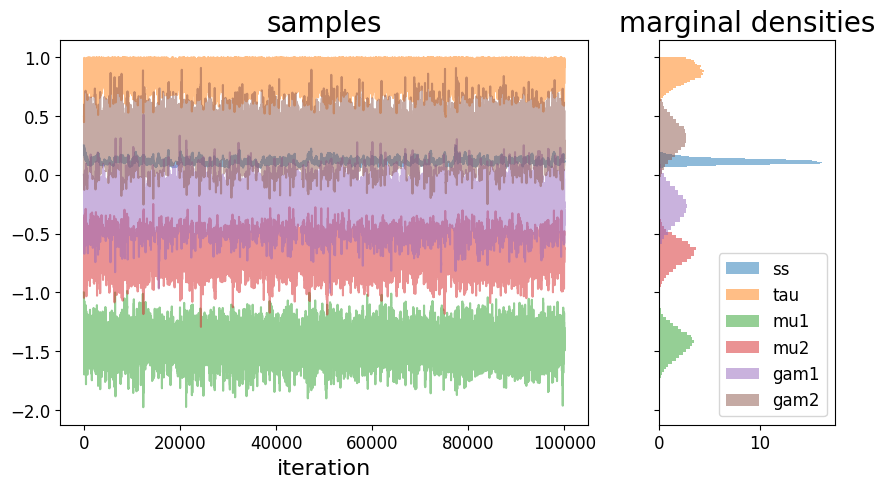 samples
marginal densities
1.0
0.5
0.0
−0.5
−1.0
−1.5
−2.0
0
20000
40000
60000
80000
100000
iteration
0
10
ss
tau
mu1
mu2
gam1
gam2